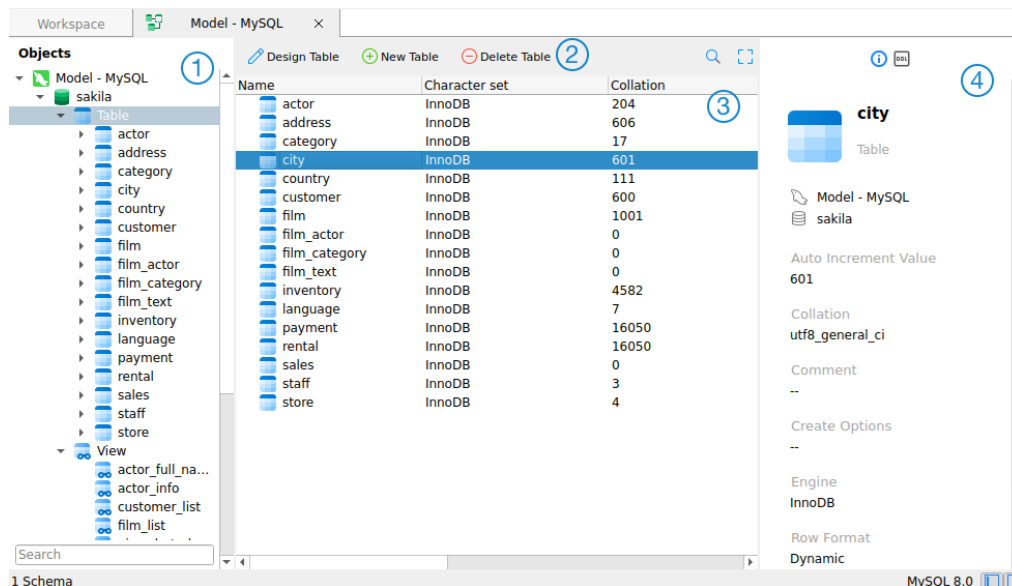 Workspace
Model - MySQL
Objects
1
Model - MySQL
sakila
Table
actor
address
category
city
country
customer
film
film_actor
film_category
film_text
inventory
language
payment
rental
sales
staff
store
View
actor_full_na...
actor_info
customer_list
film_list
Search
1 Schema
Design Table New Table Delete Table 2
Name Character set Collation
3
actor InnoDB 204
address InnoDB 606
category InnoDB 17
city InnoDB 601
country InnoDB 111
customer InnoDB 600
film InnoDB 1001
film_actor InnoDB 0
film_category InnoDB 0
film_text InnoDB 0
inventory InnoDB 4582
language InnoDB 7
payment InnoDB 16050
rental InnoDB 16050
sales InnoDB 0
staff InnoDB 3
store InnoDB 4
DDL
4
city
Table
Model - MySQL
sakila
Auto Increment Value
601
Collation
utf8_general_ci
Comment
--
Create Options
--
Engine
InnoDB
Row Format
Dynamic
MySQL 8.0